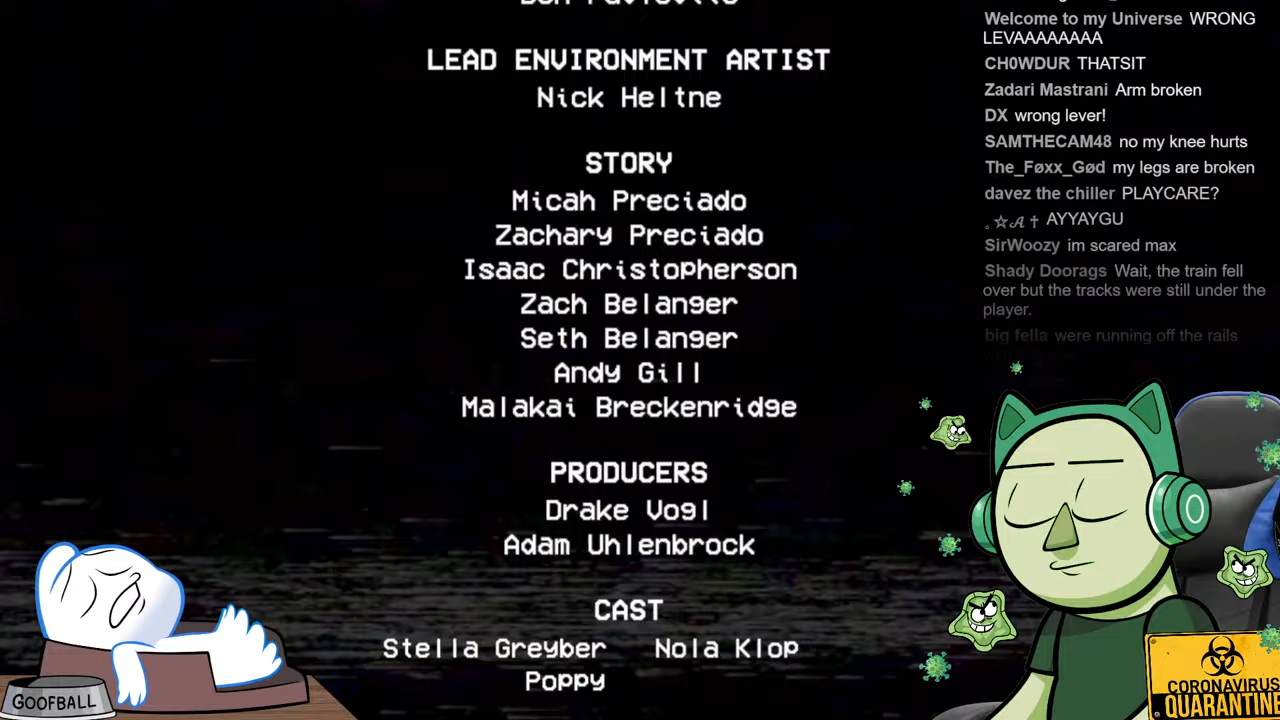 LEAD ENVIRONMENT ARTIST
Nick Heltne
STORY
Micah Preciado
Zachary Preciado
Isaac Christopherson
Zach Belanger
Seth Belanger
Andy Gill
Malakai Breckenridge
PRODUCERS
Drake Vogl
Adam Uhlenbrock
CAST
Stella Greyber Nola Klop
Poppy
Welcome to my Universe WRONG
LEVAAAAAAAA
CH0WDUR THATSIT
Zadari Mastrani Arm broken
DX wrong lever!
SAMTHECAM48 no my knee hurts
The_Føxx_Gød my legs are broken
davez the chiller PLAYCARE?
｡☆𝓐 ✝ AYYAYGU
SirWoozy im scared max
Shady Doorags Wait, the train fell
over but the tracks were still under the
player.
big fella were running off the rails
GOOFBALL
CORONAVIRUS
QUARANTINE